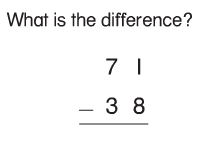 What is the difference?
7 1
– 3 8